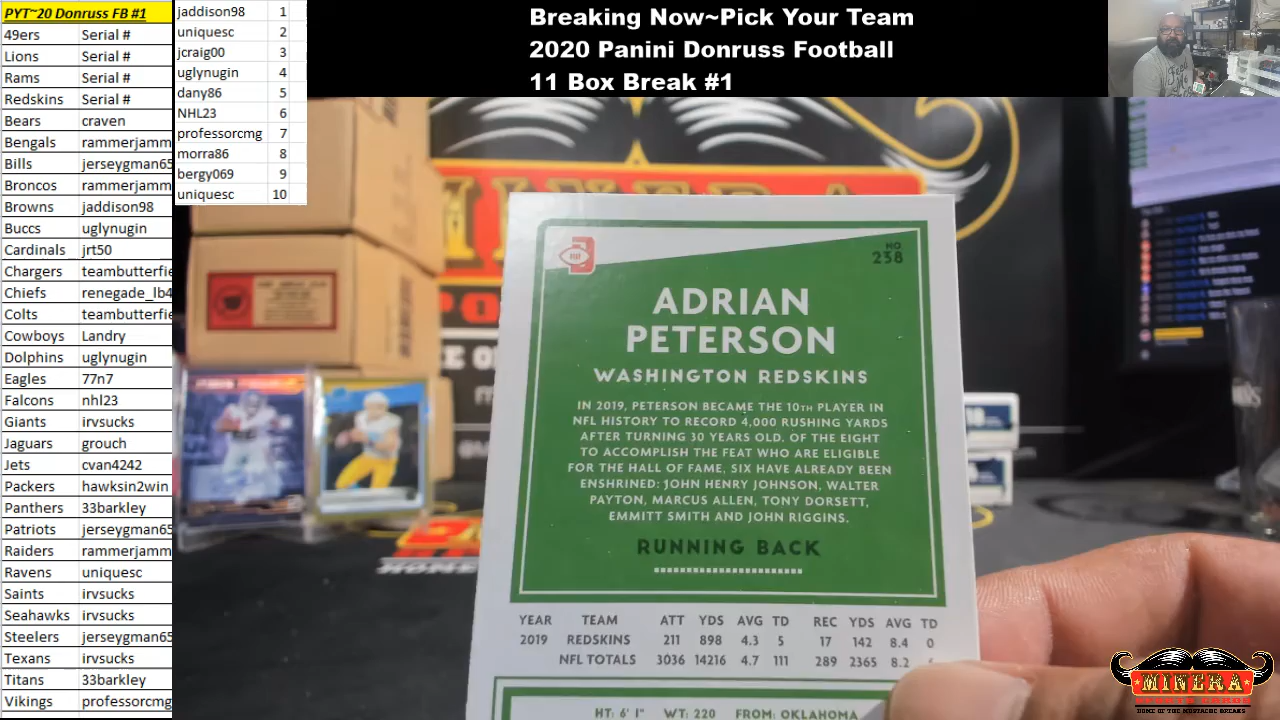 PYT~20 Donruss FB #1
49ers Serial #
Lions Serial #
Rams Serial #
Redskins Serial #
Bears craven
Bengals rammerjamm
Bills jerseygman65
Broncos rammerjamm
Browns jaddison98
Buccs uglynugin
Cardinals jrt50
Chargers teambutterfie
Chiefs renegade_lb4
Colts teambutterfie
Cowboys Landry
Dolphins uglynugin
Eagles 77n7
Falcons nhl23
Giants irvsucks
Jaguars grouch
Jets cvan4242
Packers hawksin2win
Panthers 33barkley
Patriots jerseygman65
Raiders rammerjamm
Ravens uniquesc
Saints irvsucks
Seahawks irvsucks
Steelers jerseygman65
Texans irvsucks
Titans 33barkley
Vikings professorcmg
jaddison98 1
uniquesc 2
jcraig00 3
uglynugin 4
dany86 5
NHL23 6
professorcmg 7
morra86 8
bergy069 9
uniquesc 10
Breaking Now~Pick Your Team
2020 Panini Donruss Football
11 Box Break #1
NO
238
ADRIAN
PETERSON
WASHINGTON REDSKINS
IN 2019, PETERSON BECAME THE 10TH PLAYER IN
NFL HISTORY TO RECORD 4,000 RUSHING YARDS
AFTER TURNING 30 YEARS OLD. OF THE EIGHT
TO ACCOMPLISH THE FEAT WHO ARE ELIGIBLE
FOR THE HALL OF FAME, SIX HAVE ALREADY BEEN
ENSHRINED: JOHN HENRY JOHNSON, WALTER
PAYTON, MARCUS ALLEN, TONY DORSETT,
EMMITT SMITH AND JOHN RIGGINS.
RUNNING BACK
YEAR TEAM ATT YDS AVG TD REC YDS AVG TD
2019 REDSKINS 211 898 4.3 5 17 142 8.4 0
NFL TOTALS 3036 14216 4.7 111 289 2365 8.2
HT: 6' 1" WT: 220 FROM: OKLAHOMA
MINERA
HOME OF THE MUSTACHE BREAKS